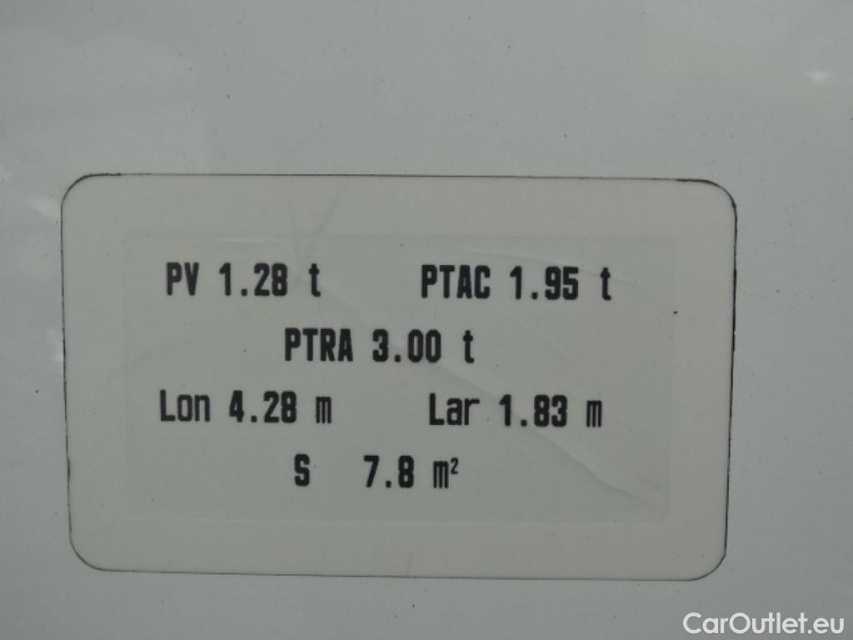 PV 1.28 t PTAC 1.95 t
PTRA 3.00 t
Lon 4.28 m Lar 1.83 m
S 7.8 m²
CarOutlet.eu